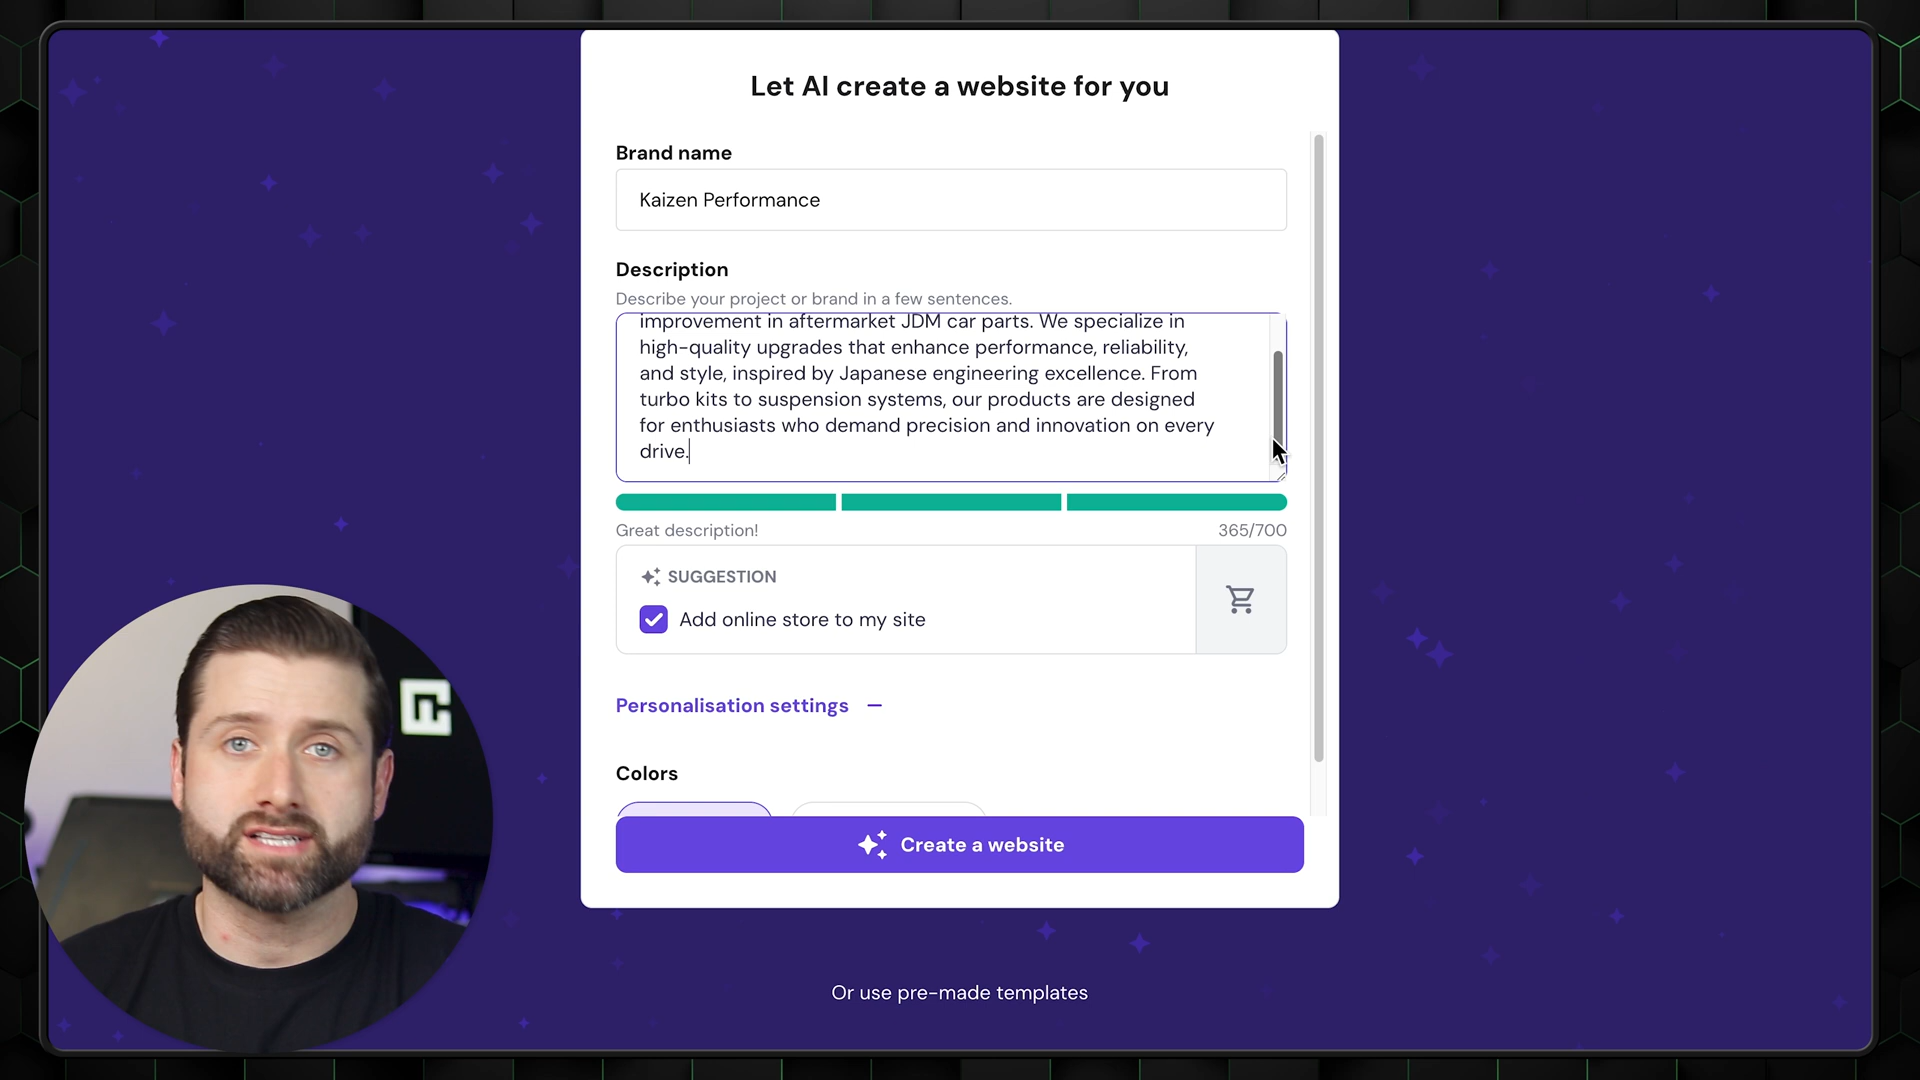 Let AI create a website for you
Brand name
Kaizen Performance
Description
Describe your project or brand in a few sentences.
improvement in aftermarket JDM car parts. We specialize in
high-quality upgrades that enhance performance, reliability,
and style, inspired by Japanese engineering excellence. From
turbo kits to suspension systems, our products are designed
for enthusiasts who demand precision and innovation on every
drive.
Great description! 365/700
SUGGESTION
Add online store to my site
Personalisation settings
Colors
Create a website
Or use pre-made templates